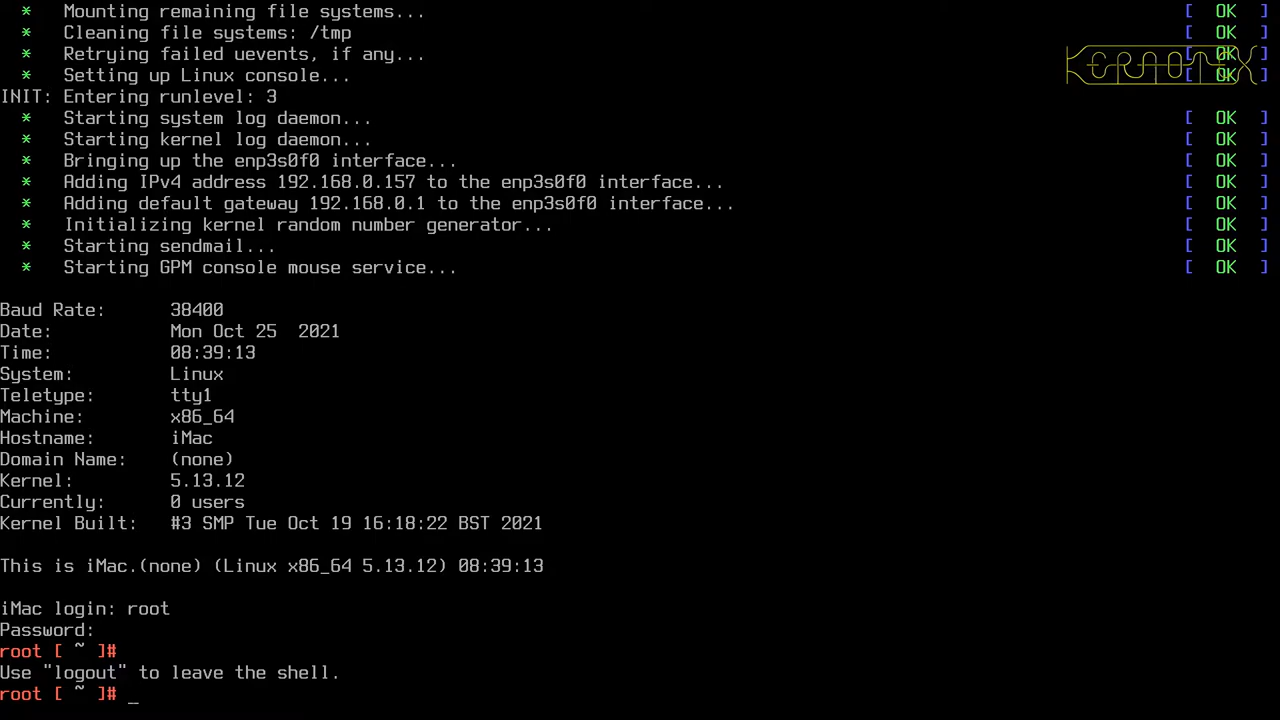 * Mounting remaining file systems... [ OK ]
* Cleaning file systems: /tmp [ OK ]
* Retrying failed uevents, if any... [ OK ]
* Setting up Linux console... [ OK ]
KERNOTEX
INIT: Entering runlevel: 3
* Starting system log daemon... [ OK ]
* Starting kernel log daemon... [ OK ]
* Bringing up the enp3s0f0 interface... [ OK ]
* Adding IPv4 address 192.168.0.157 to the enp3s0f0 interface... [ OK ]
* Adding default gateway 192.168.0.1 to the enp3s0f0 interface... [ OK ]
* Initializing kernel random number generator... [ OK ]
* Starting sendmail... [ OK ]
* Starting GPM console mouse service... [ OK ]
Baud Rate: 38400
Date: Mon Oct 25  2021
Time: 08:39:13
System: Linux
Teletype: tty1
Machine: x86_64
Hostname: iMac
Domain Name: (none)
Kernel: 5.13.12
Currently: 0 users
Kernel Built: #3 SMP Tue Oct 19 16:18:22 BST 2021
This is iMac.(none) (Linux x86_64 5.13.12) 08:39:13
iMac login: root
Password:
root [ ~ ]#
Use "logout" to leave the shell.
root [ ~ ]# _